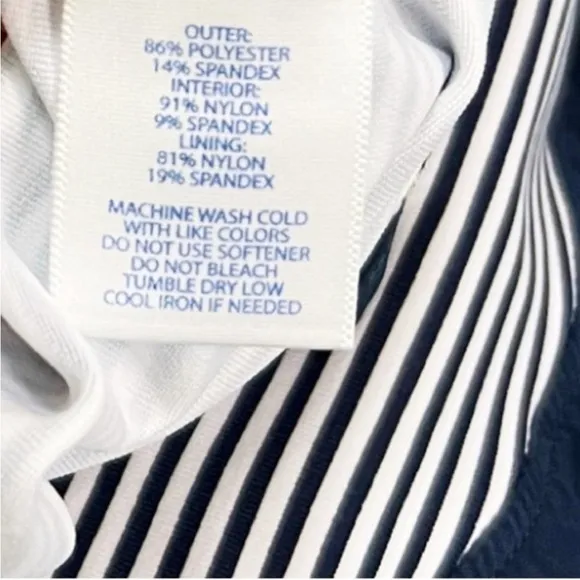 OUTER:
86% POLYESTER
14% SPANDEX
INTERIOR:
91% NYLON
9% SPANDEX
LINING:
81% NYLON
19% SPANDEX
MACHINE WASH COLD
WITH LIKE COLORS
DO NOT USE SOFTENER
DO NOT BLEACH
TUMBLE DRY LOW
COOL IRON IF NEEDED